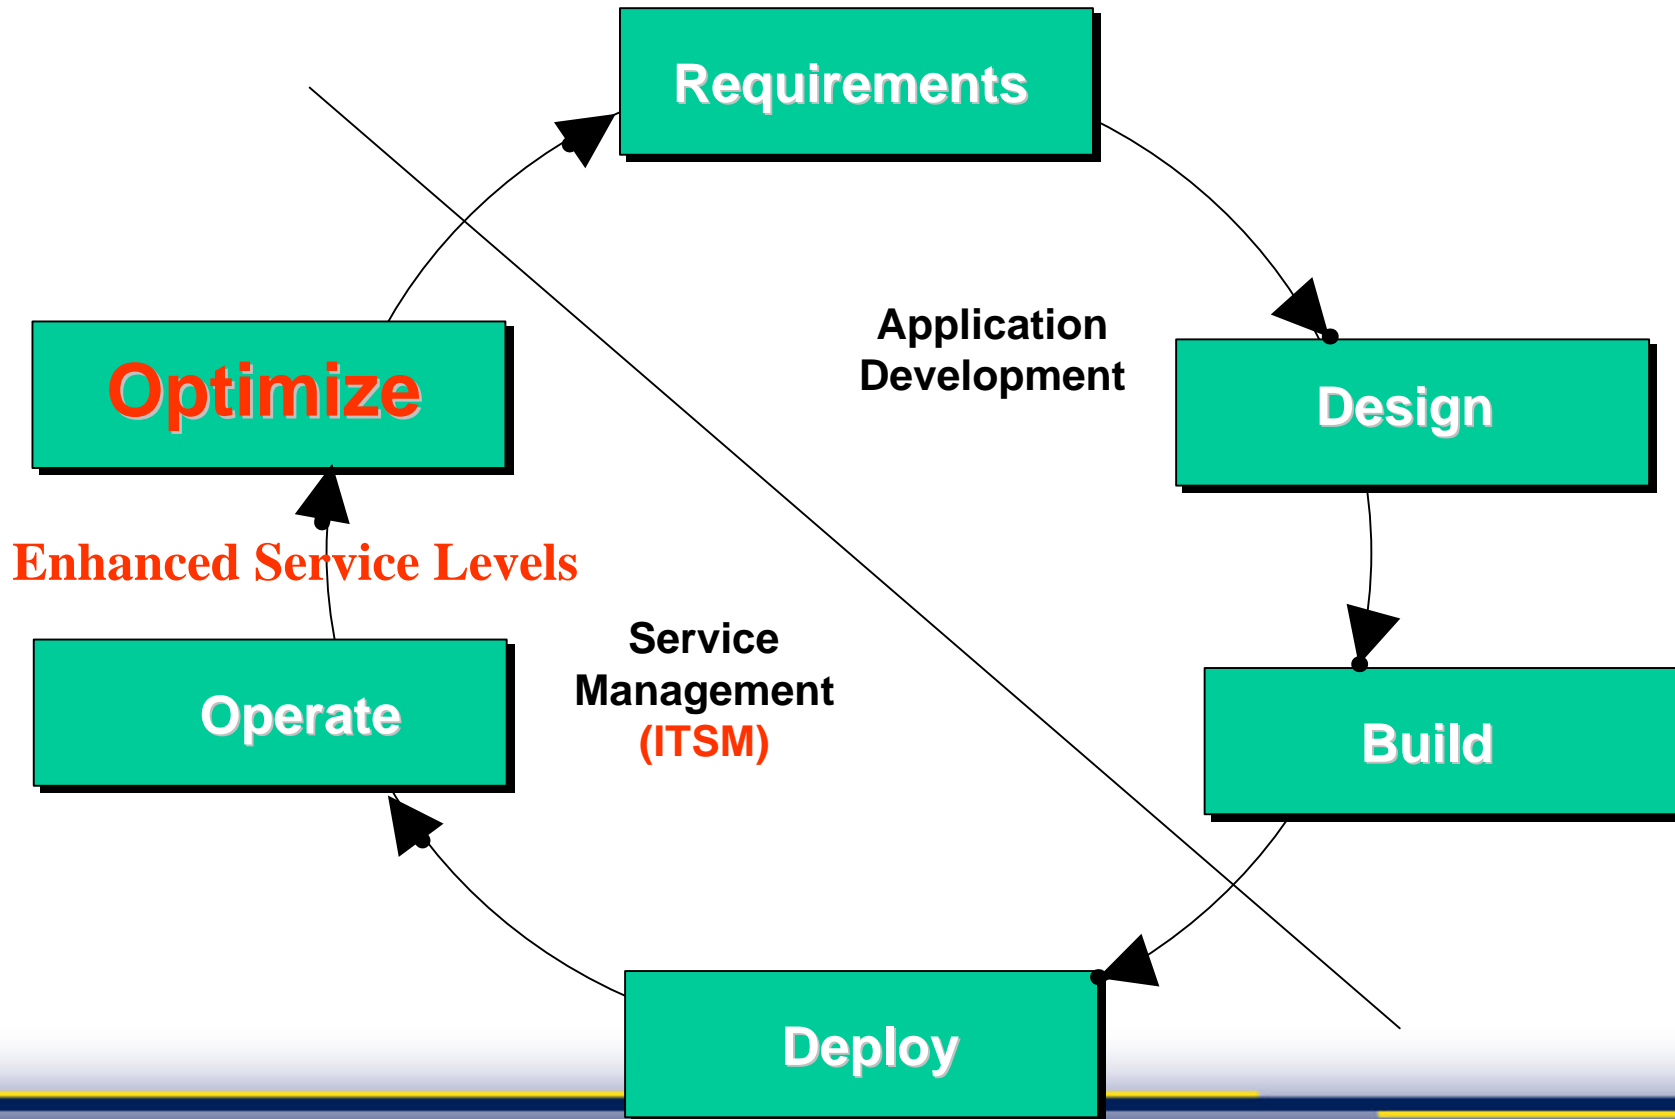 Requirements
Application
Development
Design
Optimize
Enhanced Service Levels
Service
Management
(ITSM)
Operate
Build
Deploy